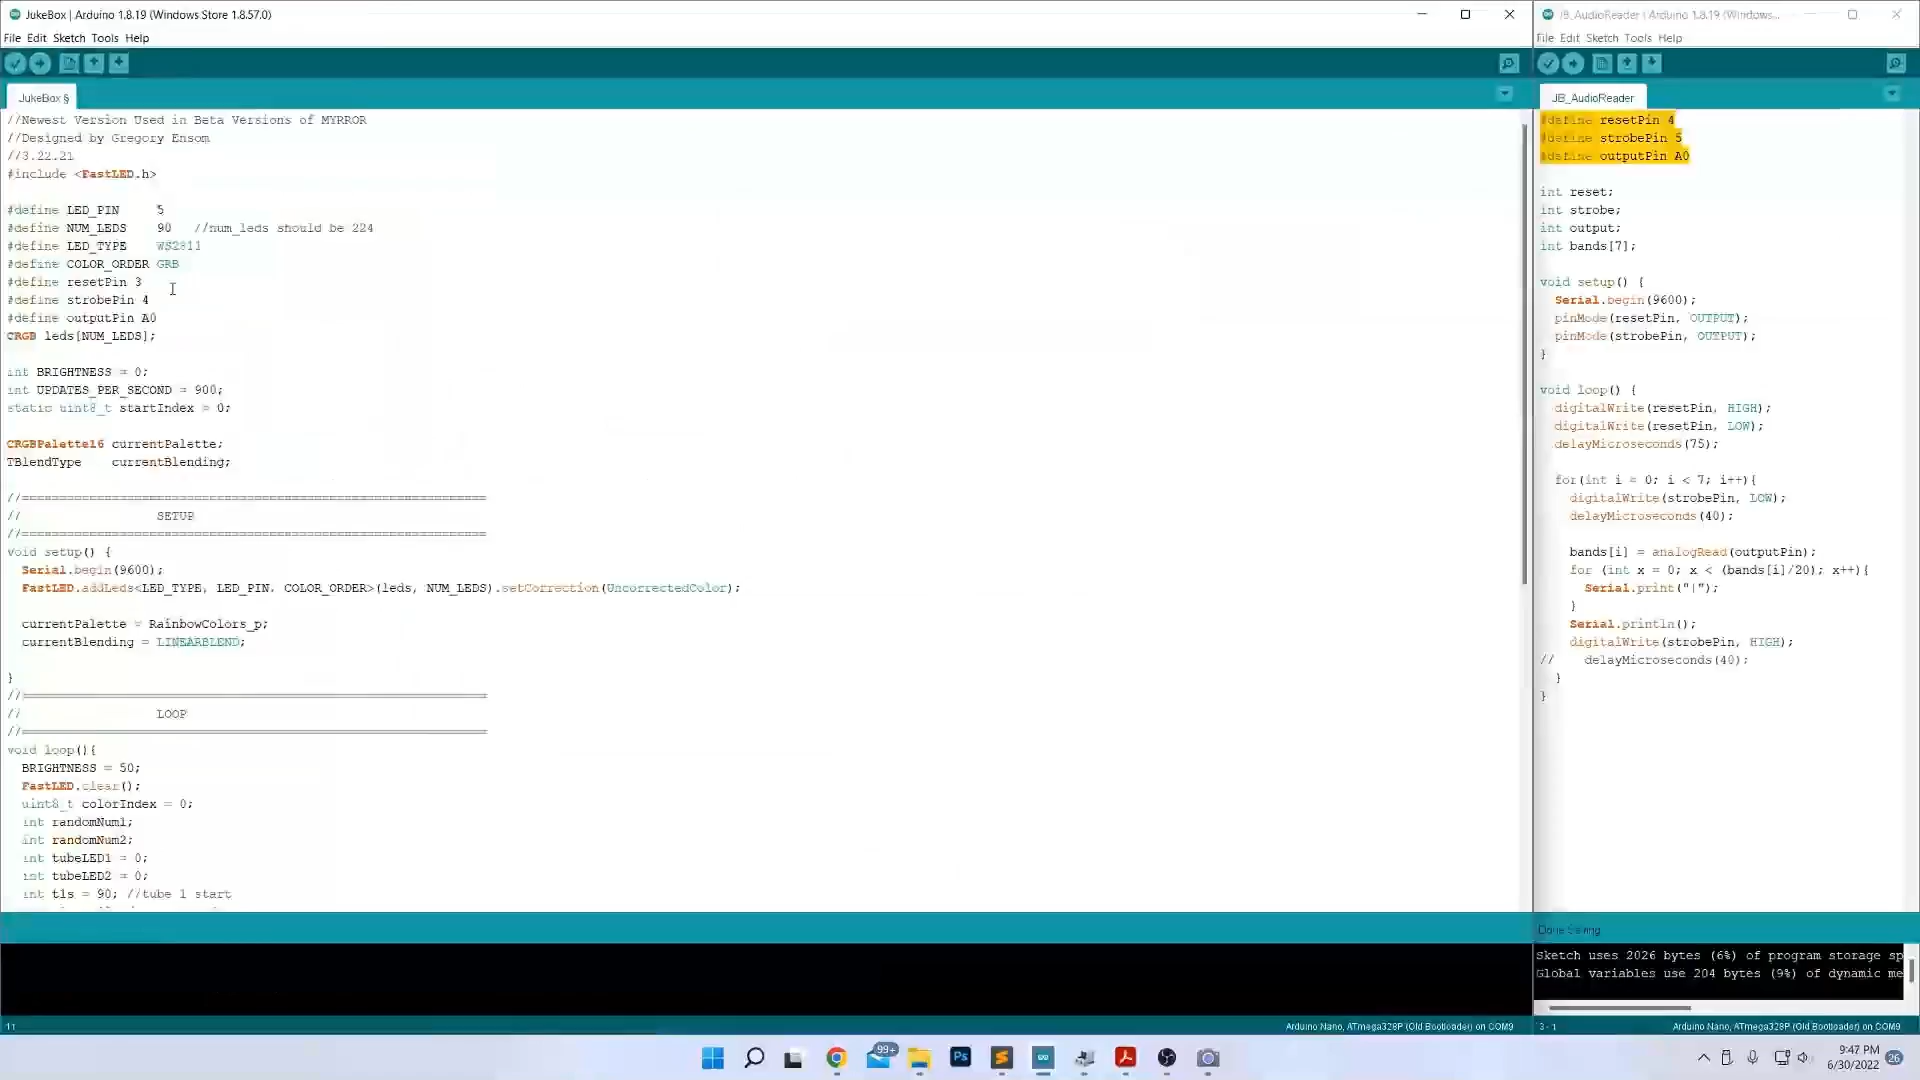 JukeBox | Arduino 1.8.19 (Windows Store 1.8.57.0)
File Edit Sketch Tools Help
JukeBox §
//Newest Version Used in Beta Versions of MYRROR
//Designed by Gregory Ensom
//3.22.21
#include <FastLED.h>
#define LED_PIN     5
#define NUM_LEDS    90   //num_leds should be 224
#define LED_TYPE    WS2811
#define COLOR_ORDER GRB
#define resetPin 3
#define strobePin 4
#define outputPin A0
CRGB leds[NUM_LEDS];
int BRIGHTNESS = 0;
int UPDATES_PER_SECOND = 900;
static uint8_t startIndex = 0;
CRGBPalette16 currentPalette;
TBlendType    currentBlending;
//==============================================================
//                  SETUP
//==============================================================
void setup() {
  Serial.begin(9600);
  FastLED.addLeds<LED_TYPE, LED_PIN, COLOR_ORDER>(leds, NUM_LEDS).setCorrection(UncorrectedColor);
  currentPalette = RainbowColors_p;
  currentBlending = LINEARBLEND;
}
//==============================================================
//                  LOOP
//==============================================================
void loop(){
  BRIGHTNESS = 50;
  FastLED.clear();
  uint8_t colorIndex = 0;
  int randomNum1;
  int randomNum2;
  int tubeLED1 = 0;
  int tubeLED2 = 0;
  int t1s = 90; //tube 1 start
11
Arduino Nano, ATmega328P (Old Bootloader) on COM9
JB_AudioReader | Arduino 1.8.19 (Windows...
File Edit Sketch Tools Help
JB_AudioReader
#define resetPin 4
#define strobePin 5
#define outputPin A0
int reset;
int strobe;
int output;
int bands[7];
void setup() {
  Serial.begin(9600);
  pinMode(resetPin, OUTPUT);
  pinMode(strobePin, OUTPUT);
}
void loop() {
  digitalWrite(resetPin, HIGH);
  digitalWrite(resetPin, LOW);
  delayMicroseconds(75);
  for(int i = 0; i < 7; i++){
    digitalWrite(strobePin, LOW);
    delayMicroseconds(40);
    bands[i] = analogRead(outputPin);
    for (int x = 0; x < (bands[i]/20); x++){
      Serial.print("|");
    }
    Serial.println();
    digitalWrite(strobePin, HIGH);
//    delayMicroseconds(40);
  }
}
Done Saving
Sketch uses 2026 bytes (6%) of program storage sp
Global variables use 204 bytes (9%) of dynamic me
3 - 1
Arduino Nano, ATmega328P (Old Bootloader) on COM9
99+
Ps
9:47 PM
6/30/2022
26